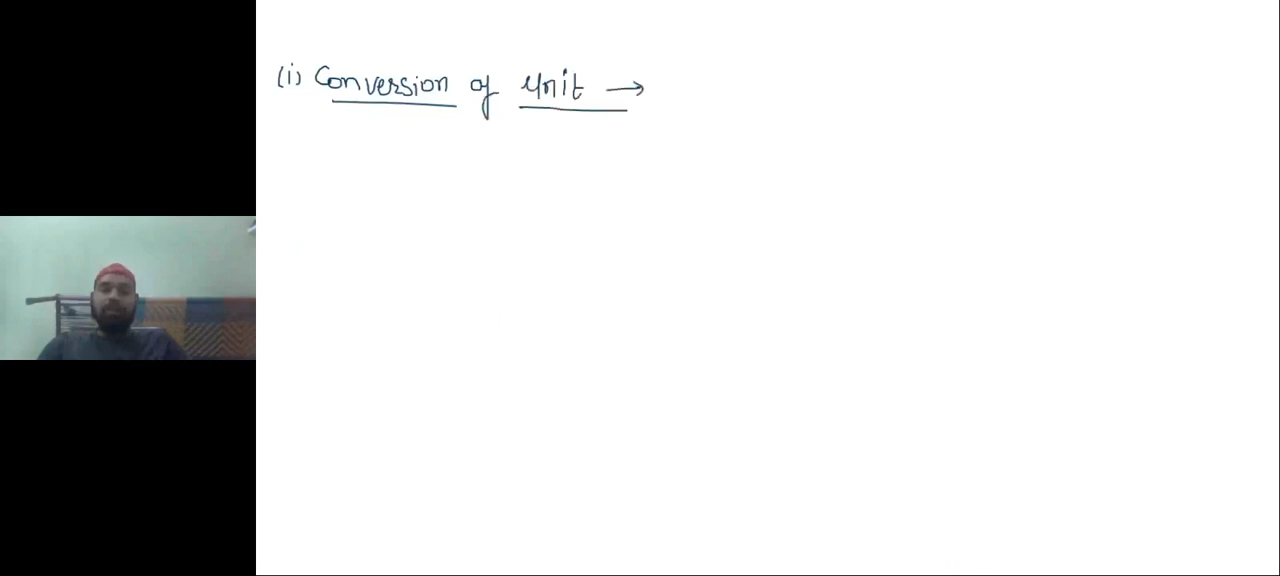 (i) Conversion of Unit →